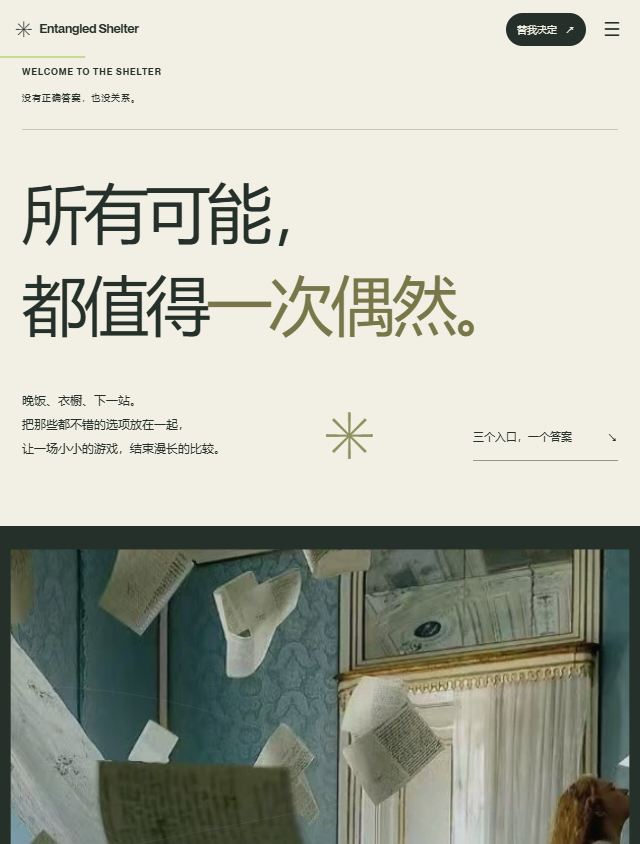 Entangled Shelter
替我决定 ↗
WELCOME TO THE SHELTER
没有正确答案，也没关系。
所有可能，
都值得一次偶然。
晚饭、衣橱、下一站。
把那些都不错的选项放在一起，
让一场小小的游戏，结束漫长的比较。
三个入口，一个答案 ↘